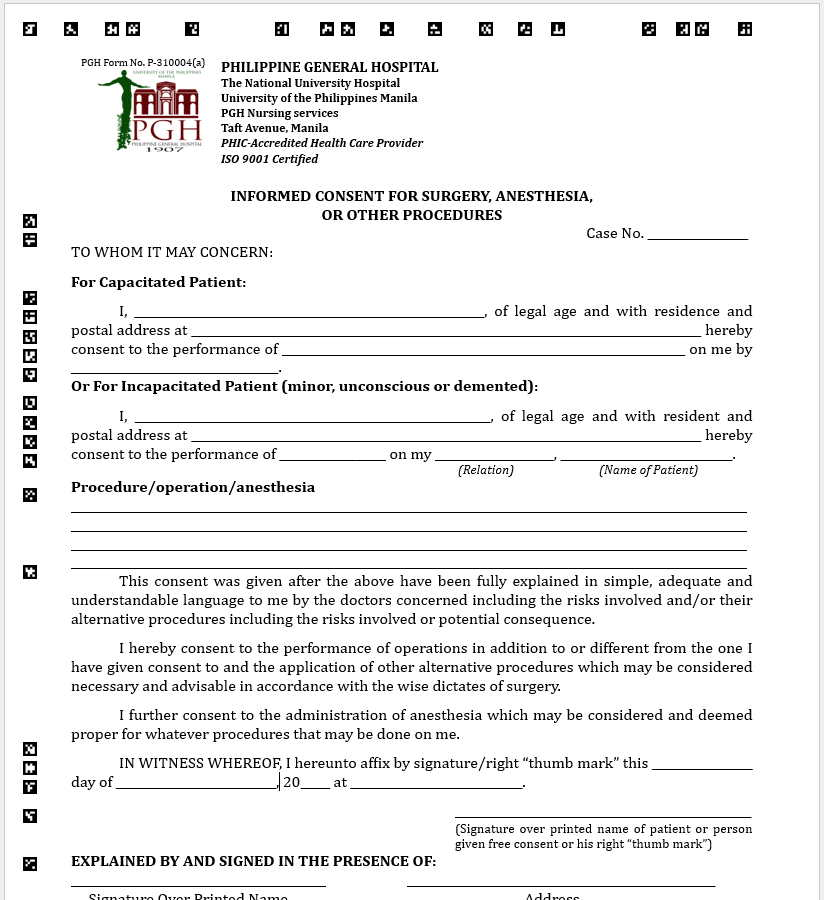 PGH Form No. P-310004(a)
UNIVERSITY OF THE PHILIPPINES
MANILA
PGH
PHILIPPINE GENERAL HOSPITAL
1907
PHILIPPINE GENERAL HOSPITAL
The National University Hospital
University of the Philippines Manila
PGH Nursing services
Taft Avenue, Manila
PHIC-Accredited Health Care Provider
ISO 9001 Certified
INFORMED CONSENT FOR SURGERY, ANESTHESIA,
OR OTHER PROCEDURES
Case No. ______________
TO WHOM IT MAY CONCERN:
For Capacitated Patient:
I, ________________________________________________, of legal age and with residence and
postal address at ______________________________________________________________________ hereby
consent to the performance of _______________________________________________________ on me by
_____________________________.
Or For Incapacitated Patient (minor, unconscious or demented):
I, _________________________________________________, of legal age and with resident and
postal address at ______________________________________________________________________ hereby
consent to the performance of _______________ on my ________________, ________________________.
(Relation) (Name of Patient)
Procedure/operation/anesthesia
This consent was given after the above have been fully explained in simple, adequate and
understandable language to me by the doctors concerned including the risks involved and/or their
alternative procedures including the risks involved or potential consequence.
I hereby consent to the performance of operations in addition to or different from the one I
have given consent to and the application of other alternative procedures which may be considered
necessary and advisable in accordance with the wise dictates of surgery.
I further consent to the administration of anesthesia which may be considered and deemed
proper for whatever procedures that may be done on me.
IN WITNESS WHEREOF, I hereunto affix by signature/right “thumb mark” this ______________
day of ______________________, 20____ at ________________________.
(Signature over printed name of patient or person
given free consent or his right “thumb mark”)
EXPLAINED BY AND SIGNED IN THE PRESENCE OF:
Signature Over Printed Name Address